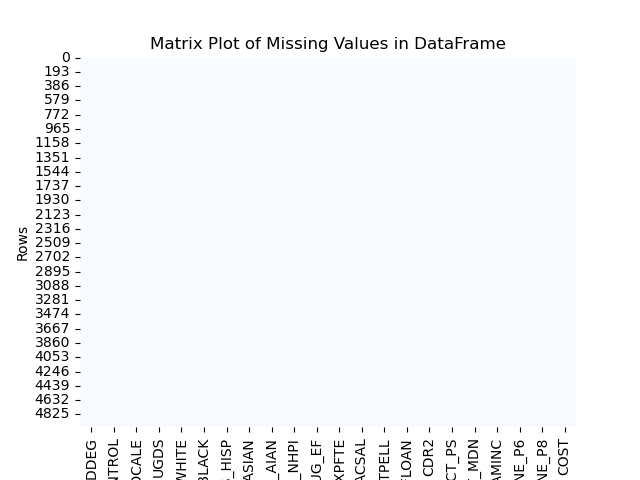 Matrix Plot of Missing Values in DataFrame
0
193
386
579
772
965
1158
1351
1544
1737
1930
2123
2316
2509
2702
2895
3088
3281
3474
3667
3860
4053
4246
4439
4632
4825
Rows
DDEG
NTROL
OCALE
UGDS
WHITE
BLACK
_HISP
ASIAN
_AIAN
_NHPI
UG_EF
XPFTE
ACSAL
TPELL
FLOAN
CDR2
CT_PS
_MDN
AMINC
NE_P6
NE_P8
COST